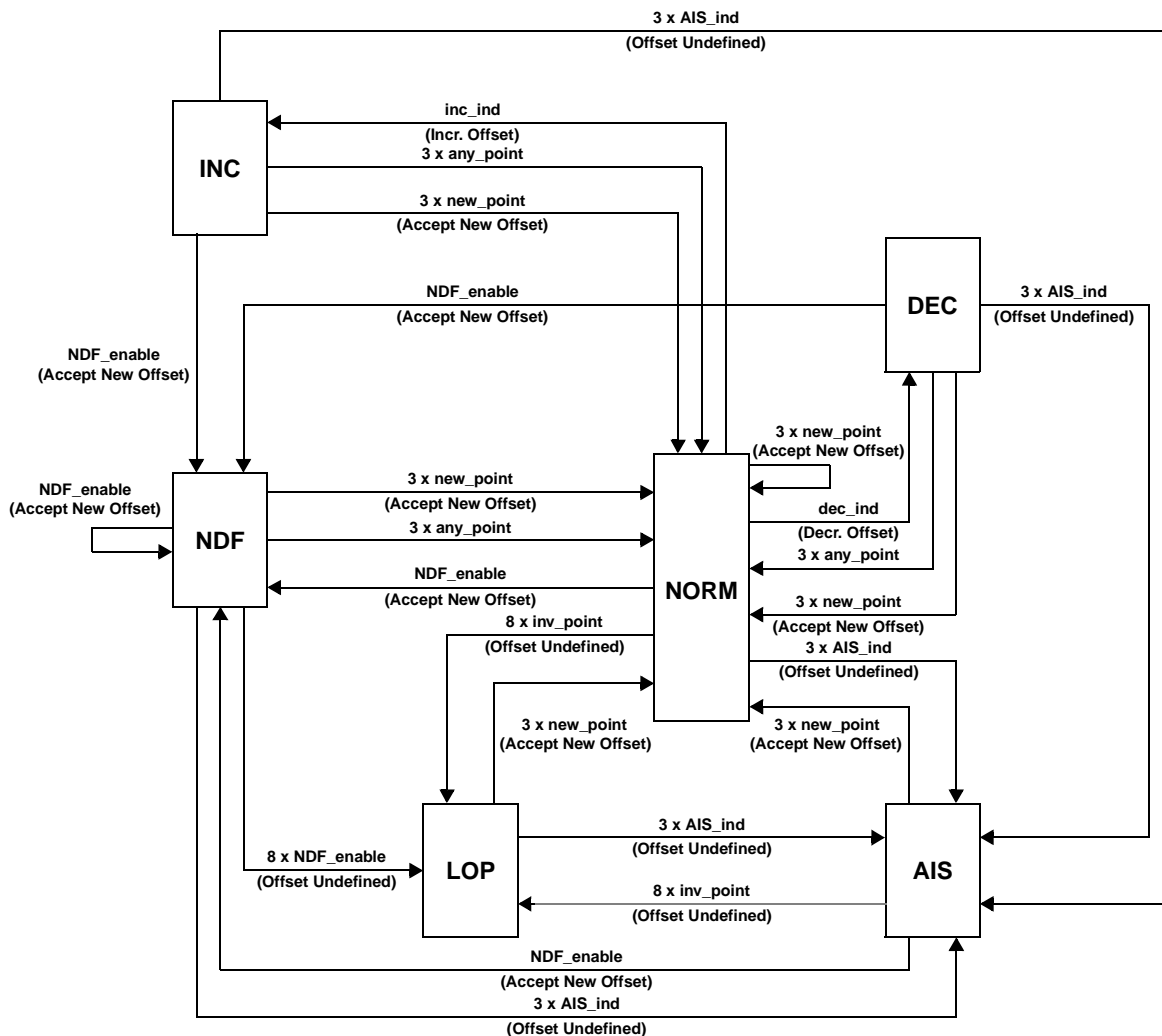 3 x AIS_ind
(Offset Undefined)
inc_ind
(Incr. Offset)
3 x any_point
INC
3 x new_point
(Accept New Offset)
NDF_enable
(Accept New Offset)
DEC
3 x AIS_ind
(Offset Undefined)
NDF_enable
(Accept New Offset)
3 x new_point
(Accept New Offset)
NDF_enable
(Accept New Offset)
3 x new_point
(Accept New Offset)
dec_ind
(Decr. Offset)
3 x any_point
NDF
3 x any_point
NDF_enable
(Accept New Offset)
NORM
3 x new_point
(Accept New Offset)
8 x inv_point
(Offset Undefined)
3 x AIS_ind
(Offset Undefined)
3 x new_point
(Accept New Offset)
3 x new_point
(Accept New Offset)
3 x AIS_ind
(Offset Undefined)
8 x NDF_enable
(Offset Undefined)
LOP
AIS
8 x inv_point
(Offset Undefined)
NDF_enable
(Accept New Offset)
3 x AIS_ind
(Offset Undefined)